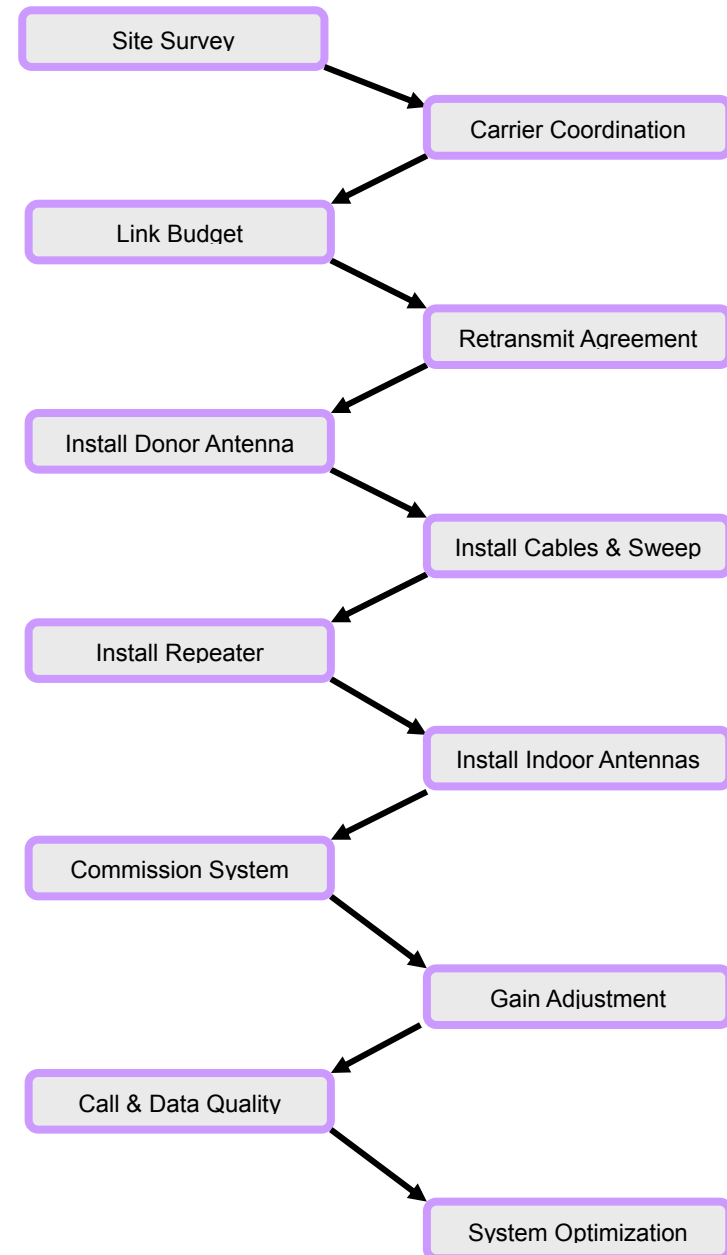 Site Survey
Carrier Coordination
Link Budget
Retransmit Agreement
Install Donor Antenna
Install Cables & Sweep
Install Repeater
Install Indoor Antennas
Commission System
Gain Adjustment
Call & Data Quality
System Optimization